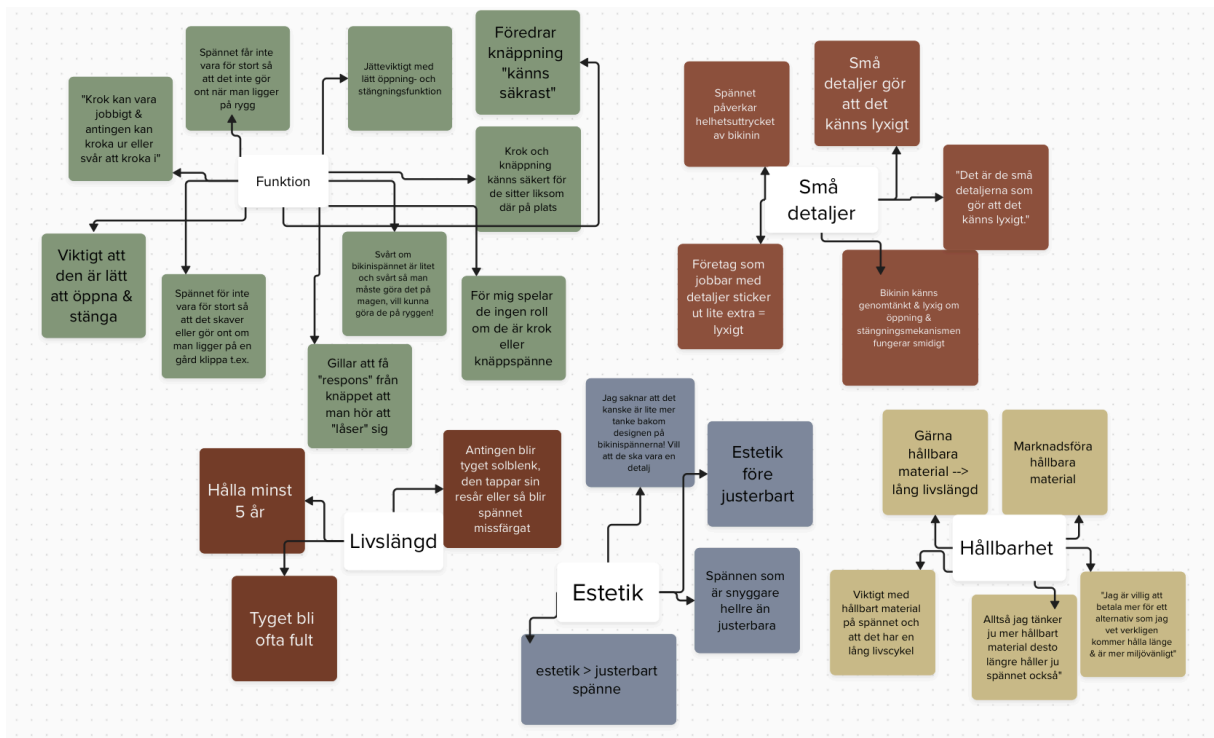 Spännet får inte
vara för stort så
att det inte gör
ont när man ligger
på rygg
Jätteviktigt med
lätt öppning- och
stängningsfunktion
Föredrar
knäppning
"känns
säkrast"
"Krok kan vara
jobbigt &
antingen kan
kroka ur eller
svår att kroka i"
Funktion
Krok och
knäppning
känns säkert för
de sitter liksom
där på plats
Viktigt att
den är lätt
att öppna &
stänga
Spännet för inte
vara för stort så
att det skaver
eller gör ont om
man ligger på en
gård klippa t.ex.
Svårt om
bikinispännet är litet
och svårt så man
måste göra det på
magen, vill kunna
göra de på ryggen!
För mig spelar
de ingen roll
om de är krok
eller
knäppspänne
Gillar att få
"respons" från
knäppet att
man hör att
"låser" sig
Spännet
påverkar
helhetsuttrycket
av bikinin
Små
detaljer gör
att det
känns lyxigt
Små
detaljer
"Det är de små
detaljerna som
gör att det
känns lyxigt."
Företag som
jobbar med
detaljer sticker
ut lite extra =
lyxigt
Bikinin känns
genomtänkt & lyxig om
öppning &
stängningsmekanismen
fungerar smidigt
Hålla minst
5 år
Antingen blir
tyget solblenk,
den tappar sin
resår eller så blir
spännet
missfärgat
Livslängd
Tyget bli
ofta fult
Jag saknar att det
kanske är lite mer
tanke bakom
designen på
bikinispännerna! Vill
att de ska vara en
detalj
Estetik
före
justerbart
Estetik
Spännen som
är snyggare
hellre än
justerbara
estetik > justerbart
spänne
Gärna
hållbara
material -->
lång livslängd
Marknadsföra
hållbara
material
Hållbarhet
Viktigt med
hållbart material
på spännet och
att det har en
lång livscykel
Alltså jag tänker
ju mer hållbart
material desto
längre håller ju
spännet också"
"Jag är villig att
betala mer för ett
alternativ som jag
vet verkligen
kommer hålla länge
& är mer miljövänligt"